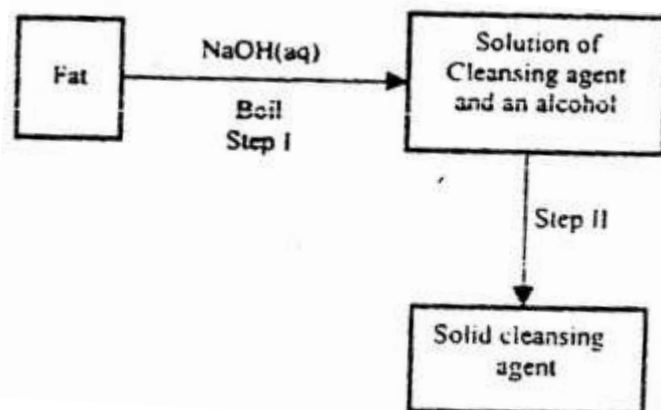 Fat
NaOH(aq)
Boil
Step I
Solution of
Cleansing agent
and an alcohol
Step II
Solid cleansing
agent